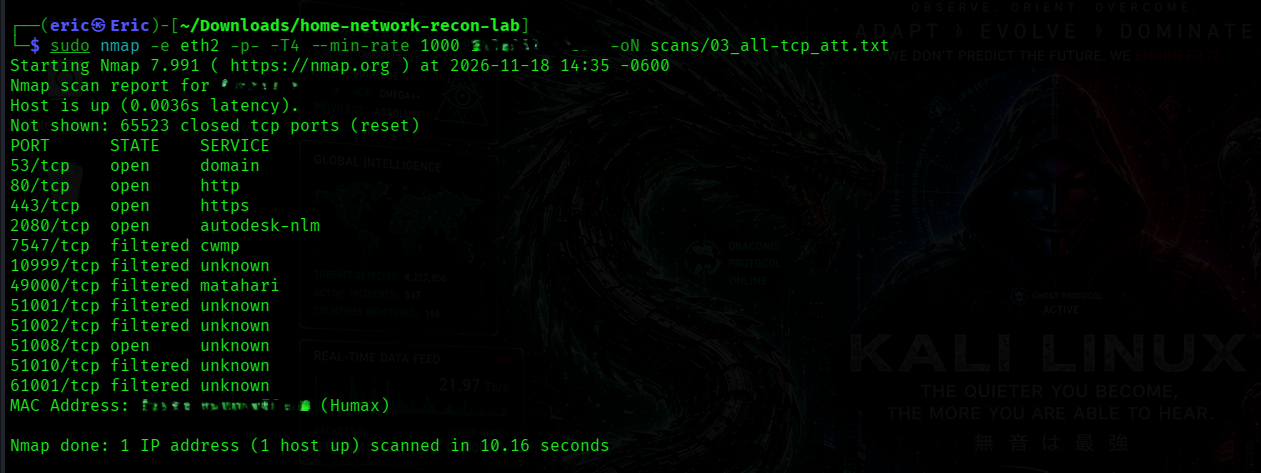 ┌──(eric㉿Eric)-[~/Downloads/home-network-recon-lab]
└─$ sudo nmap -e eth2 -p- -T4 --min-rate 1000 -oN scans/03_all-tcp_att.txt
Starting Nmap 7.991 ( https://nmap.org ) at 2026-11-18 14:35 -0600
Nmap scan report for
Host is up (0.0036s latency).
Not shown: 65523 closed tcp ports (reset)
PORT STATE SERVICE
53/tcp open domain
80/tcp open http
443/tcp open https
2080/tcp open autodesk-nlm
7547/tcp filtered cwmp
10999/tcp filtered unknown
49000/tcp filtered matahari
51001/tcp filtered unknown
51002/tcp filtered unknown
51008/tcp open unknown
51010/tcp filtered unknown
61001/tcp filtered unknown
MAC Address: (Humax)
Nmap done: 1 IP address (1 host up) scanned in 10.16 seconds
OBSERVE. ORIENT. OVERCOME
ADAPT EVOLVE DOMINATE
WE DON'T PREDICT THE FUTURE. WE
GLOBAL INTELLIGENCE
DRACONIC
PROTOCOL
ONLINE
GHOST PROTOCOL
ACTIVE
REAL-TIME DATA FEED
21.97
KALI LINUX
THE QUIETER YOU BECOME,
THE MORE YOU ARE ABLE TO HEAR.
無音は最強